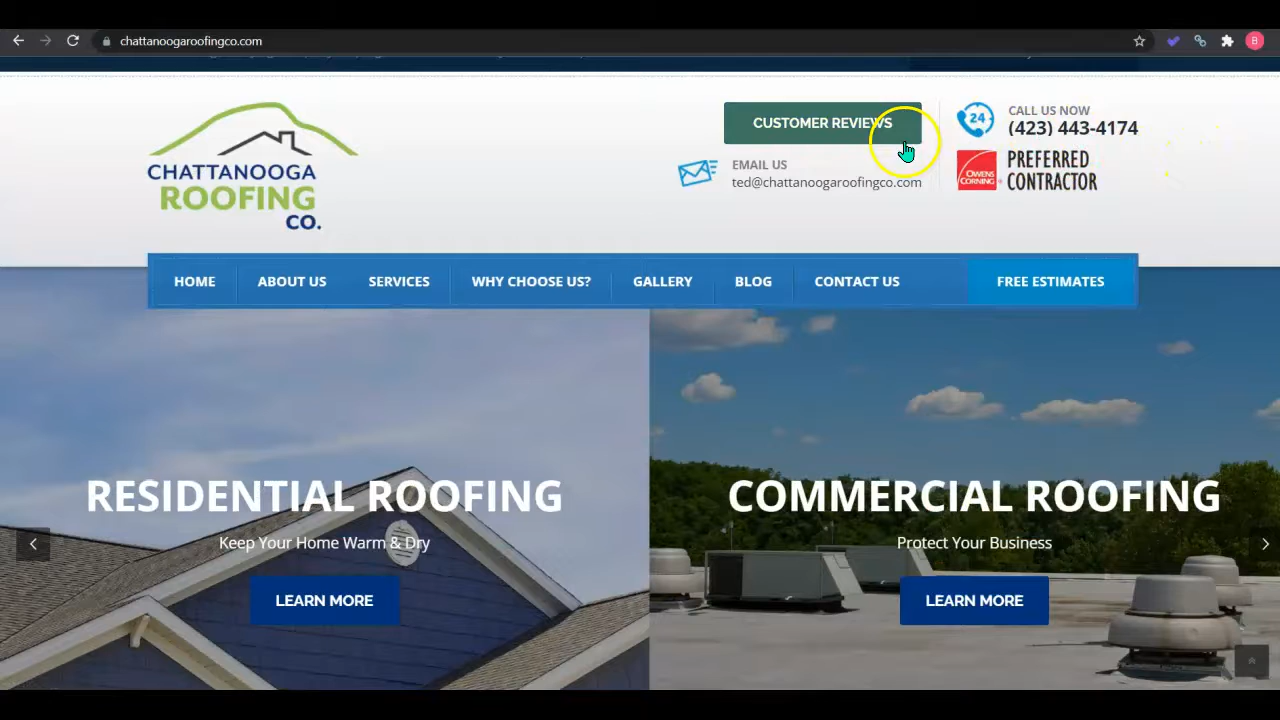 chattanoogaroofingco.com
B
CHATTANOOGA
ROOFING
CO.
CUSTOMER REVIEWS
EMAIL US
ted@chattanoogaroofingco.com
24
CALL US NOW
(423) 443-4174
OWENS
CORNING
PREFERRED
CONTRACTOR
HOME
ABOUT US
SERVICES
WHY CHOOSE US?
GALLERY
BLOG
CONTACT US
FREE ESTIMATES
RESIDENTIAL ROOFING
Keep Your Home Warm & Dry
LEARN MORE
COMMERCIAL ROOFING
Protect Your Business
LEARN MORE